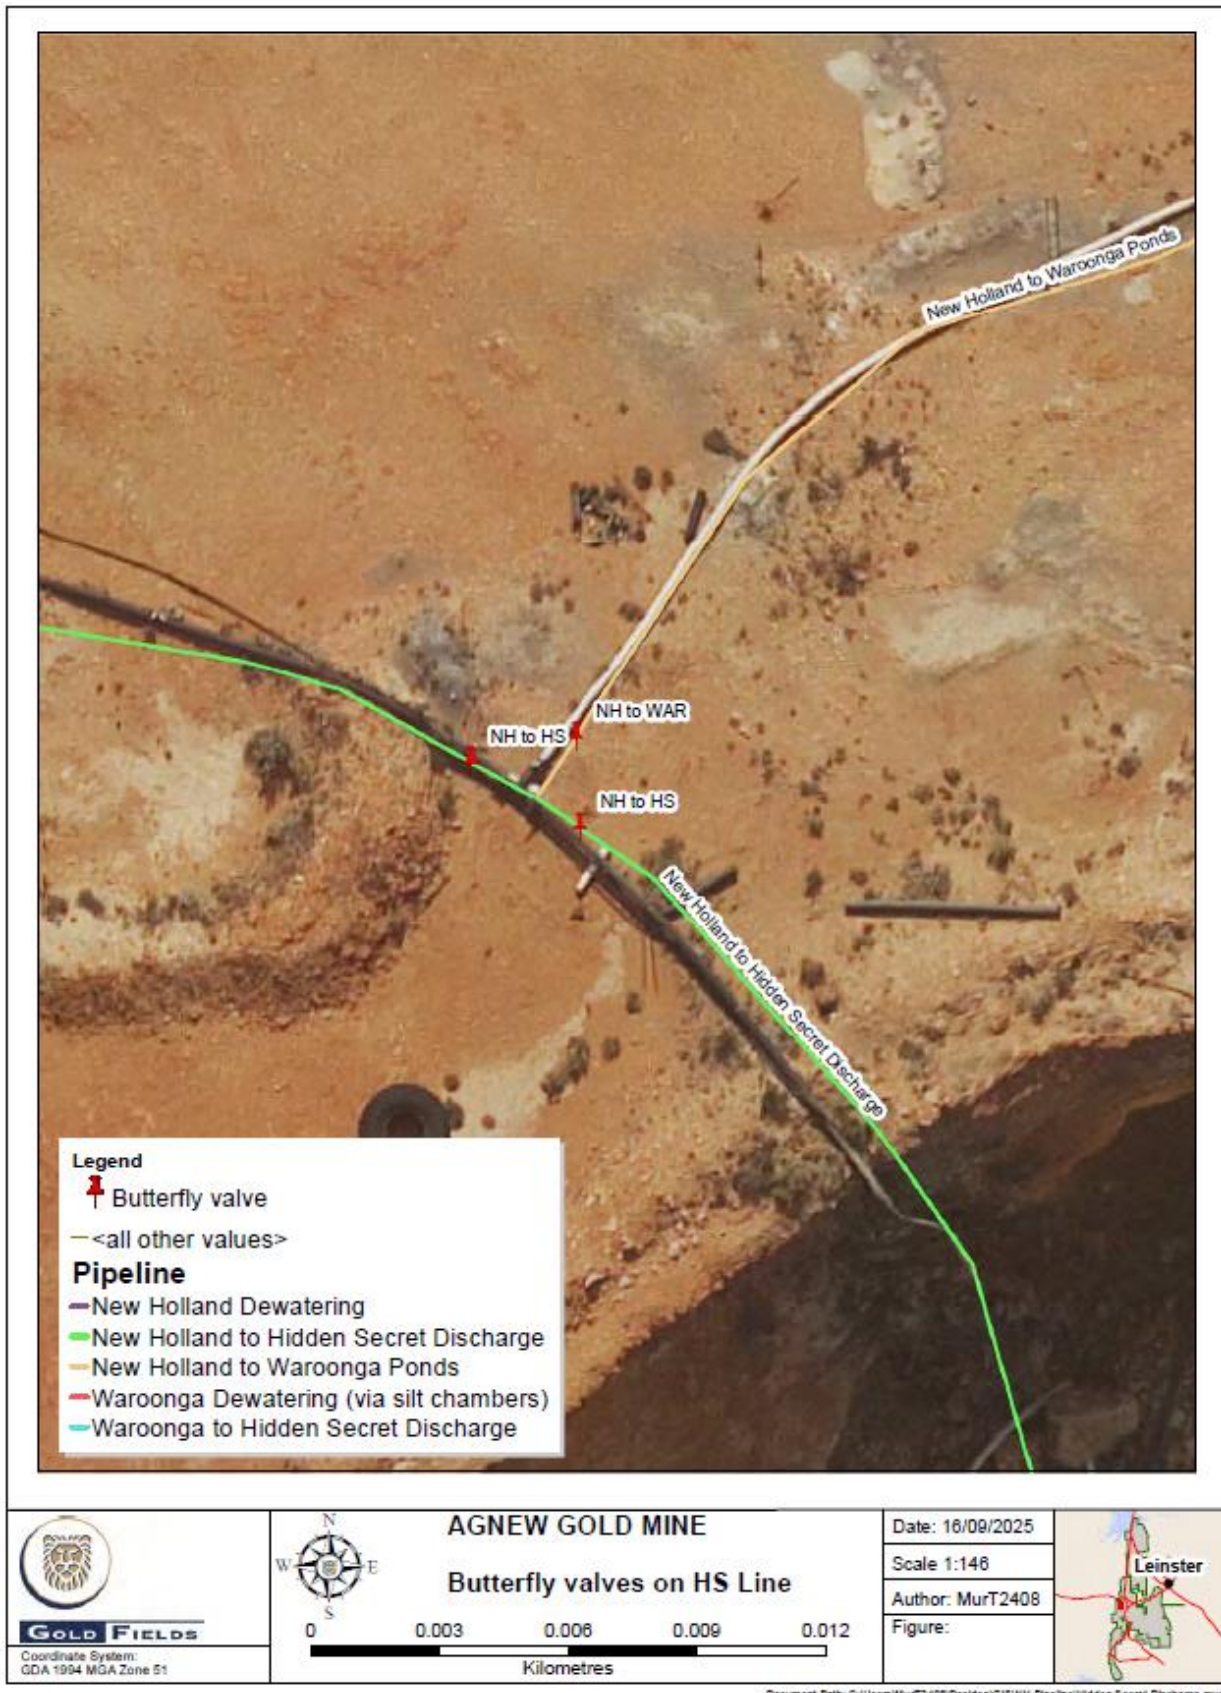 New Holland to Waroonga Ponds
NH to WAR
NH to HS
NH to HS
New Holland to Hidden Secret Discharge
Legend
Butterfly valve
<all other values>
Pipeline
New Holland Dewatering
New Holland to Hidden Secret Discharge
New Holland to Waroonga Ponds
Waroonga Dewatering (via silt chambers)
Waroonga to Hidden Secret Discharge
GOLD FIELDS
Coordinate System:
GDA 1994 MGA Zone 51
N
W E
S
AGNEW GOLD MINE
Butterfly valves on HS Line
0 0.003 0.006 0.009 0.012
Kilometres
Date: 16/09/2025
Scale 1:146
Author: MurT2408
Figure:
Leinster